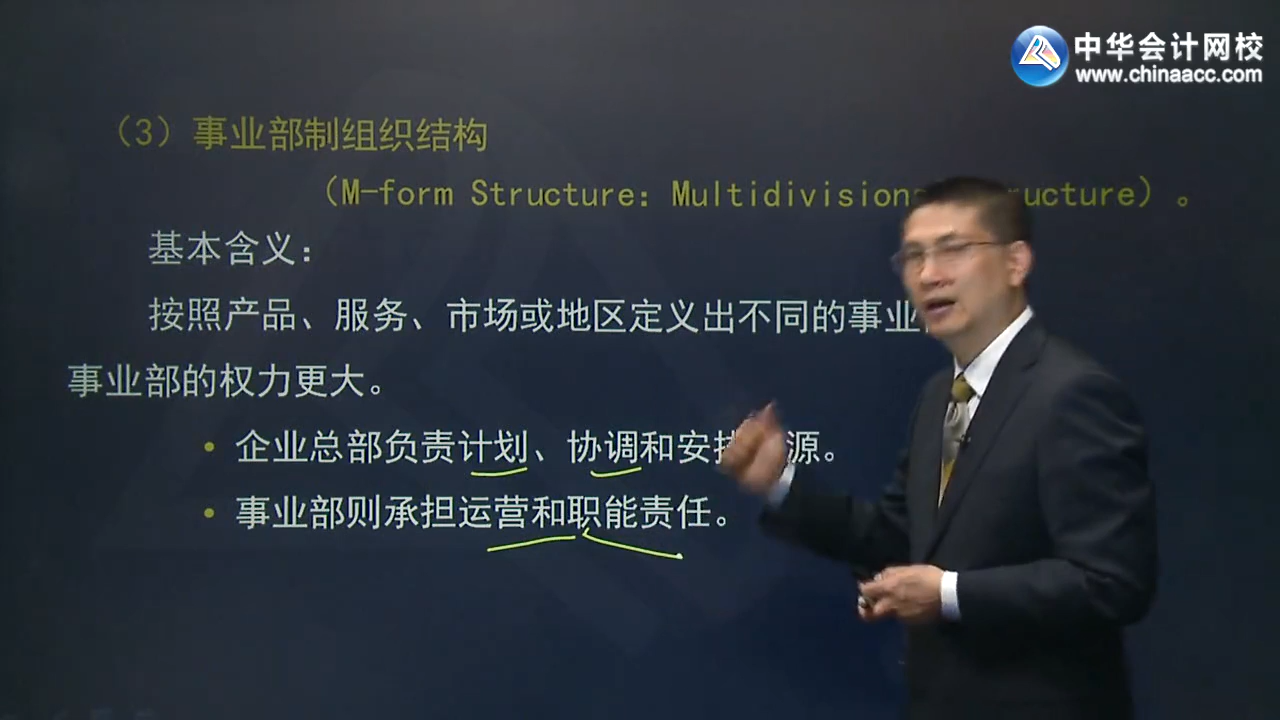 中华会计网校
www.chinaacc.com
（3）事业部制组织结构
（M-form Structure：Multidivisiona ructure）。
基本含义：
按照产品、服务、市场或地区定义出不同的事业
事业部的权力更大。
• 企业总部负责计划、协调和安排 源。
• 事业部则承担运营和职能责任。